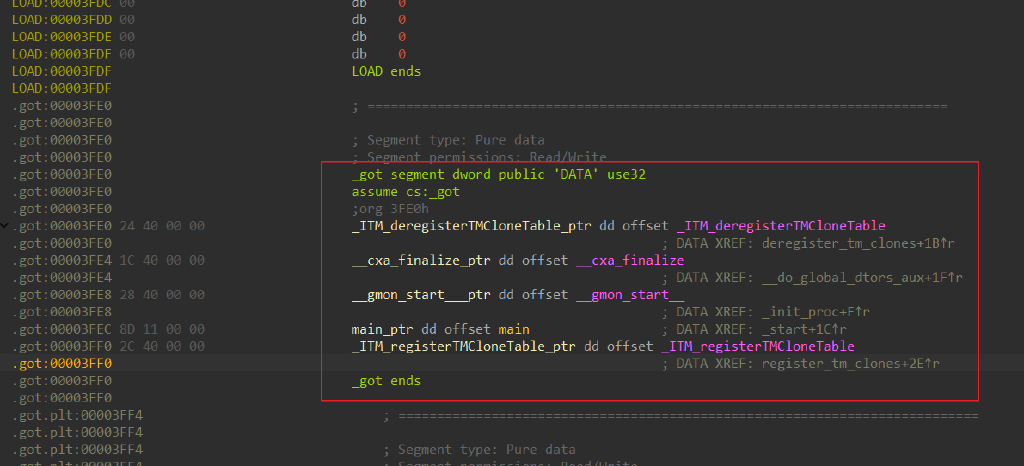 LOAD:00003FDC 00 db 0
LOAD:00003FDD 00 db 0
LOAD:00003FDE 00 db 0
LOAD:00003FDF 00 db 0
LOAD:00003FDF LOAD ends
LOAD:00003FDF
.got:00003FE0 ; ===========================================================================
.got:00003FE0
.got:00003FE0 ; Segment type: Pure data
.got:00003FE0 ; Segment permissions: Read/Write
.got:00003FE0 _got segment dword public 'DATA' use32
.got:00003FE0 assume cs:_got
.got:00003FE0 ;org 3FE0h
.got:00003FE0 24 40 00 00 _ITM_deregisterTMCloneTable_ptr dd offset _ITM_deregisterTMCloneTable
.got:00003FE0 ; DATA XREF: deregister_tm_clones+1B↑r
.got:00003FE4 1C 40 00 00 __cxa_finalize_ptr dd offset __cxa_finalize
.got:00003FE4 ; DATA XREF: __do_global_dtors_aux+1F↑r
.got:00003FE8 28 40 00 00 __gmon_start___ptr dd offset __gmon_start__
.got:00003FE8 ; DATA XREF: _init_proc+F↑r
.got:00003FEC 8D 11 00 00 main_ptr dd offset main ; DATA XREF: _start+1C↑r
.got:00003FF0 2C 40 00 00 _ITM_registerTMCloneTable_ptr dd offset _ITM_registerTMCloneTable
.got:00003FF0 ; DATA XREF: register_tm_clones+2E↑r
.got:00003FF0 _got ends
.got:00003FF0
.got.plt:00003FF4 ; ===========================================================================
.got.plt:00003FF4
.got.plt:00003FF4 ; Segment type: Pure data
.got.plt:00003FF4 ; Segment permissions: Read/Write